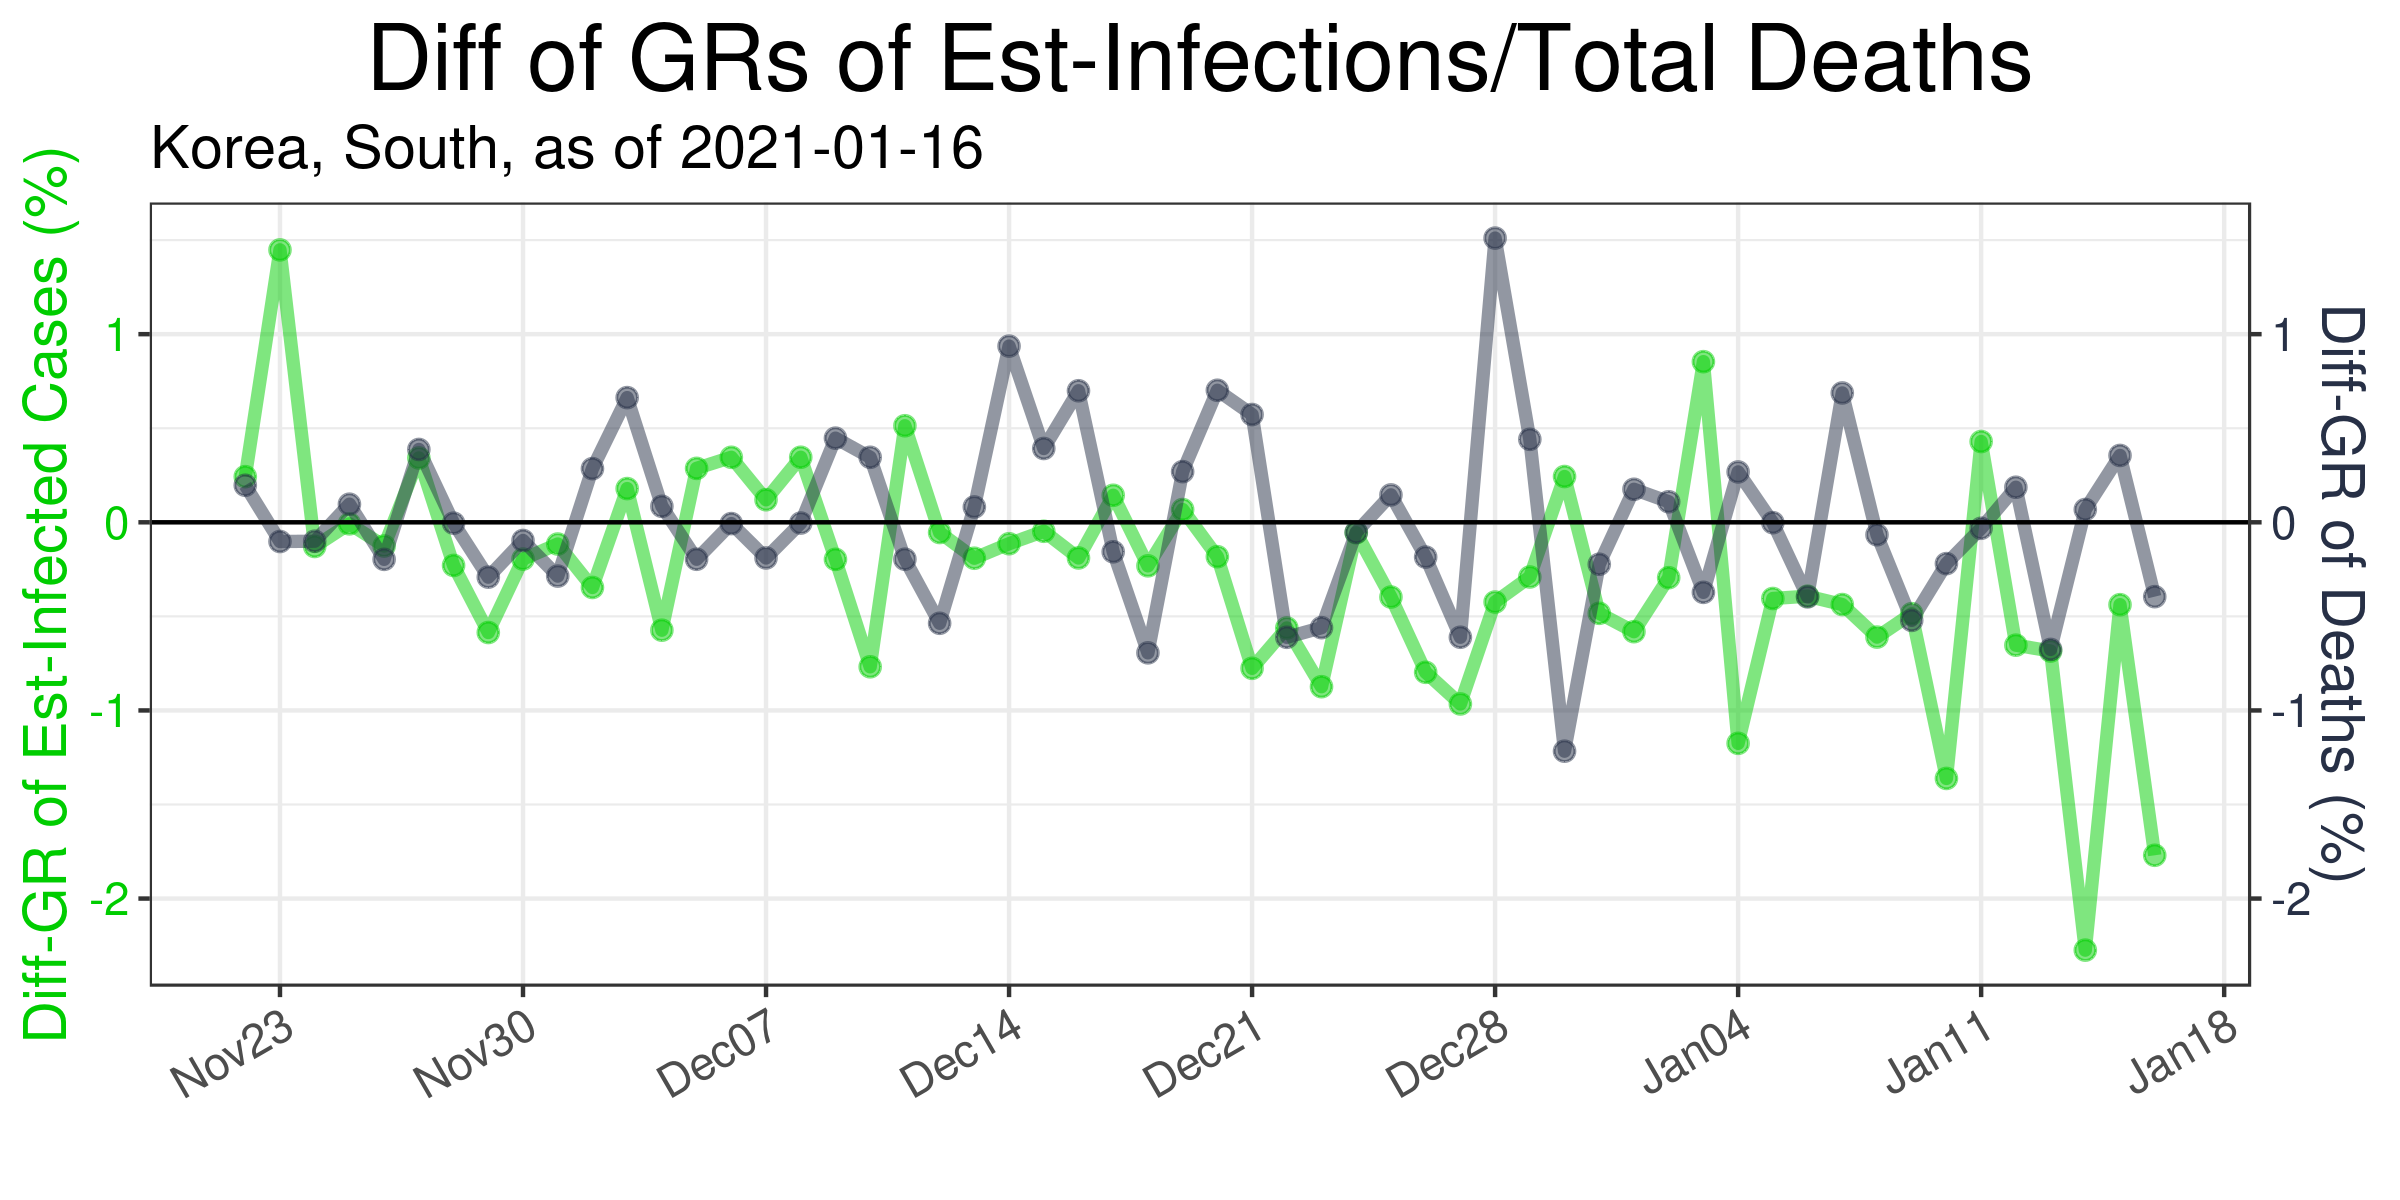 Diff of GRs of Est-Infections/Total Deaths
Korea, South, as of 2021-01-16
Diff-GR of Est-Infected Cases (%)
1
0
-1
-2
1
0
-1
-2
Diff-GR of Deaths (%)
Nov23
Nov30
Dec07
Dec14
Dec21
Dec28
Jan04
Jan11
Jan18